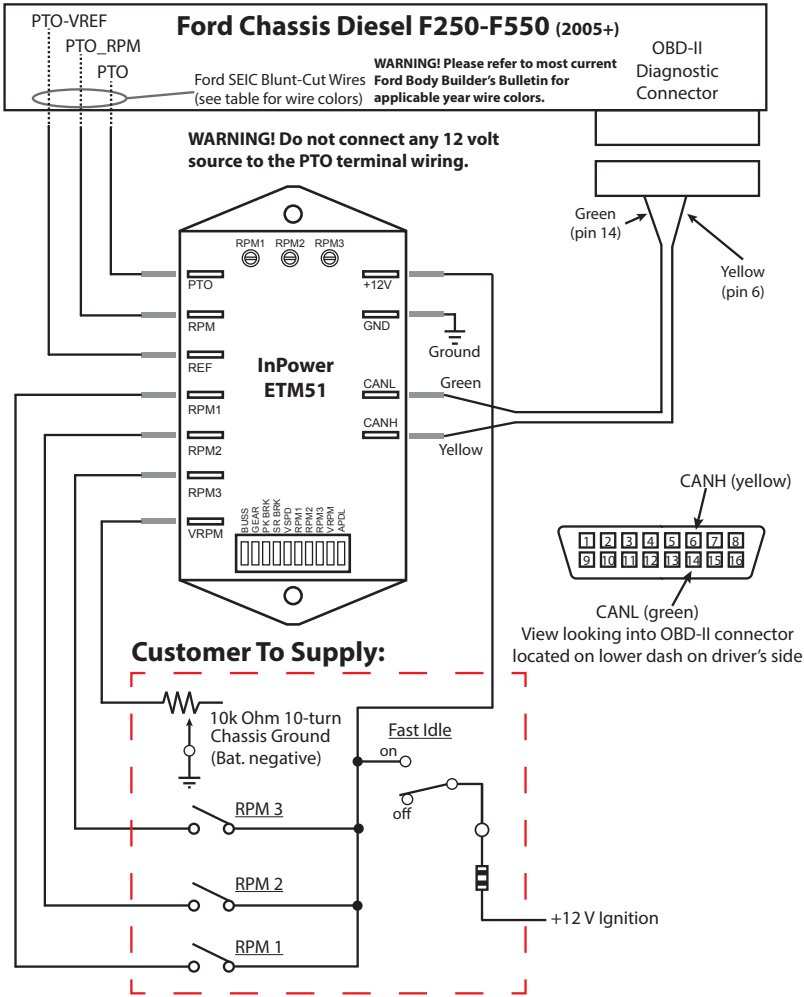 Ford Chassis Diesel F250-F550 (2005+)
PTO-VREF
PTO_RPM
PTO
Ford SEIC Blunt-Cut Wires
(see table for wire colors)
WARNING! Please refer to most current
Ford Body Builder's Bulletin for
applicable year wire colors.
OBD-II
Diagnostic
Connector
WARNING! Do not connect any 12 volt
source to the PTO terminal wiring.
Green
(pin 14)
Yellow
(pin 6)
RPM1 RPM2 RPM3
PTO
RPM
REF
RPM1
RPM2
RPM3
VRPM
+12V
GND
CANL
CANH
InPower
ETM51
Ground
Green
Yellow
BUSS
GEAR
PK BRK
SR BRK
VSPD
RPM1
RPM2
RPM3
VRPM
APDL
CANH (yellow)
1 2 3 4 5 6 7 8
9 10 11 12 13 14 15 16
CANL (green)
View looking into OBD-II connector
located on lower dash on driver's side
Customer To Supply:
10k Ohm 10-turn
Chassis Ground
(Bat. negative)
Fast Idle
on
off
RPM 3
RPM 2
RPM 1
+12 V Ignition